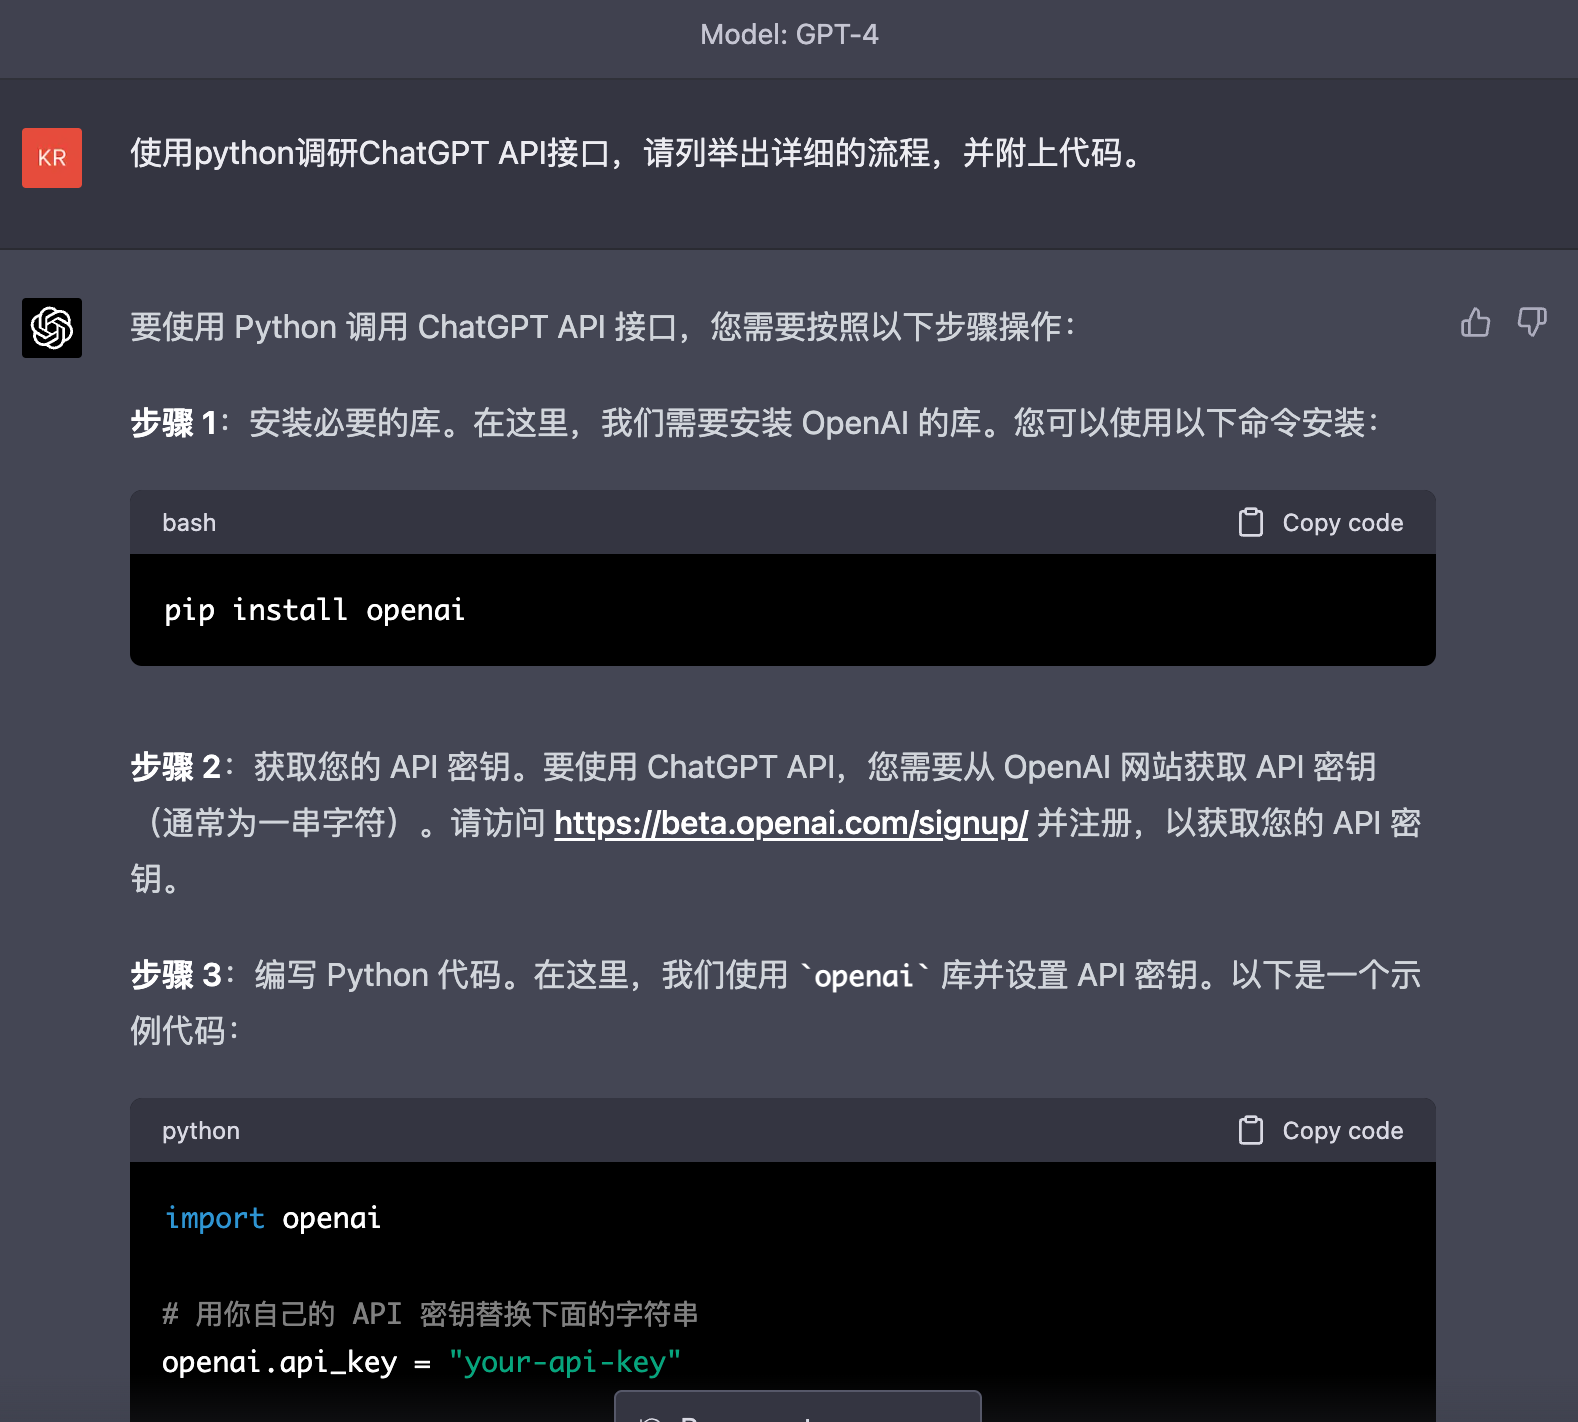 Model: GPT-4
KR
使用python调研ChatGPT API接口，请列举出详细的流程，并附上代码。
要使用 Python 调用 ChatGPT API 接口，您需要按照以下步骤操作：
步骤 1：安装必要的库。在这里，我们需要安装 OpenAI 的库。您可以使用以下命令安装：
bash
Copy code
pip install openai
步骤 2：获取您的 API 密钥。要使用 ChatGPT API，您需要从 OpenAI 网站获取 API 密钥
（通常为一串字符）。请访问 https://beta.openai.com/signup/ 并注册，以获取您的 API 密
钥。
步骤 3：编写 Python 代码。在这里，我们使用 `openai` 库并设置 API 密钥。以下是一个示
例代码：
python
Copy code
import openai
# 用你自己的 API 密钥替换下面的字符串
openai.api_key = "your-api-key"